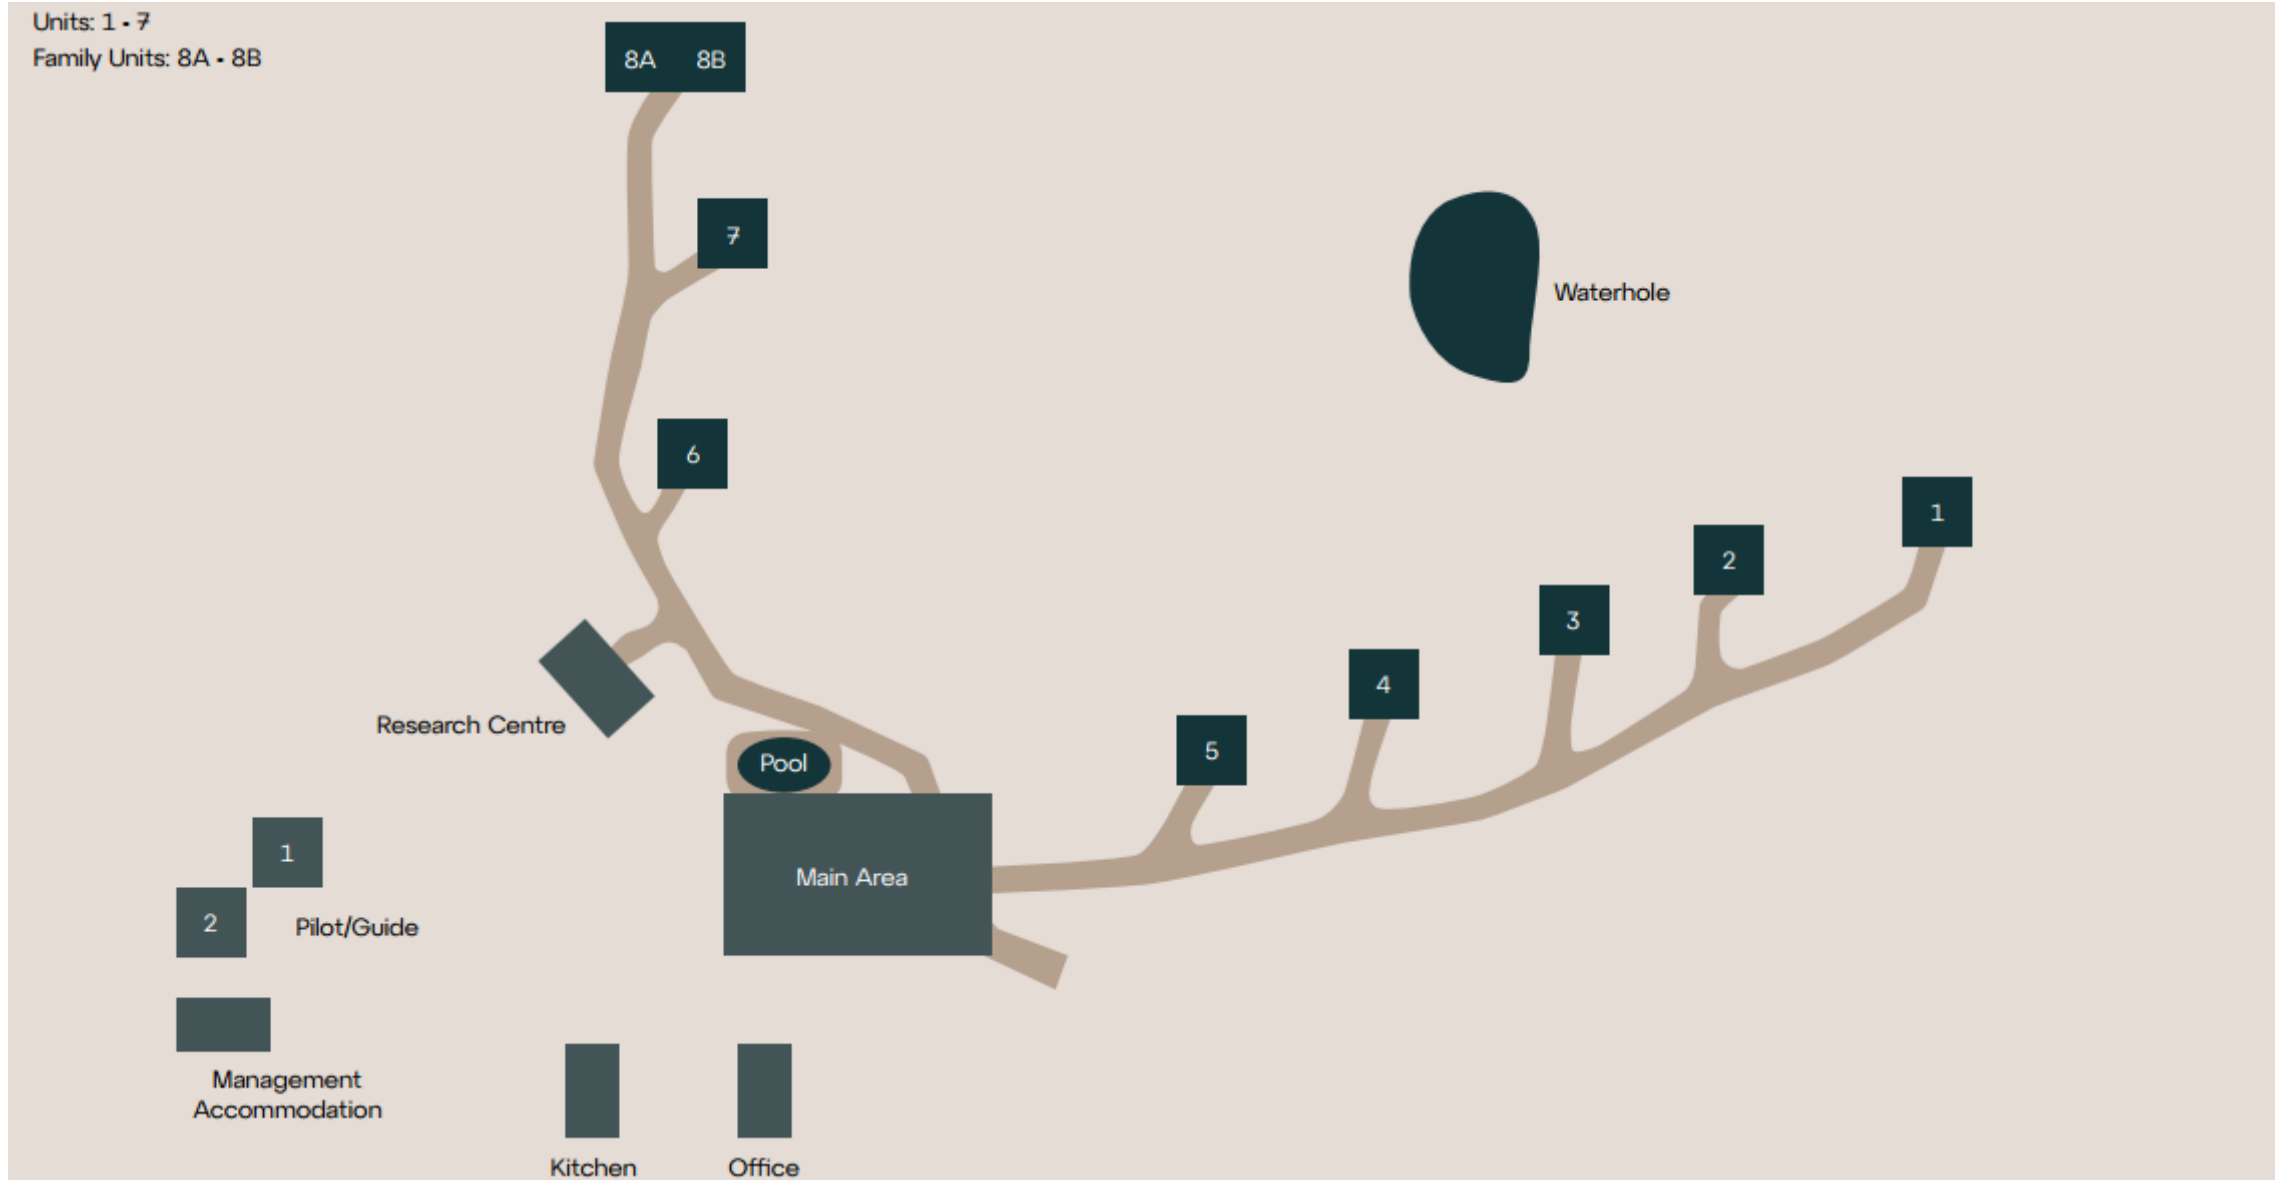 Units: 1 - 7
Family Units: 8A - 8B
8A 8B
7
Waterhole
6
1
2
3
4
Research Centre
5
Pool
1
Main Area
2
Pilot/Guide
Management
Accommodation
Kitchen
Office